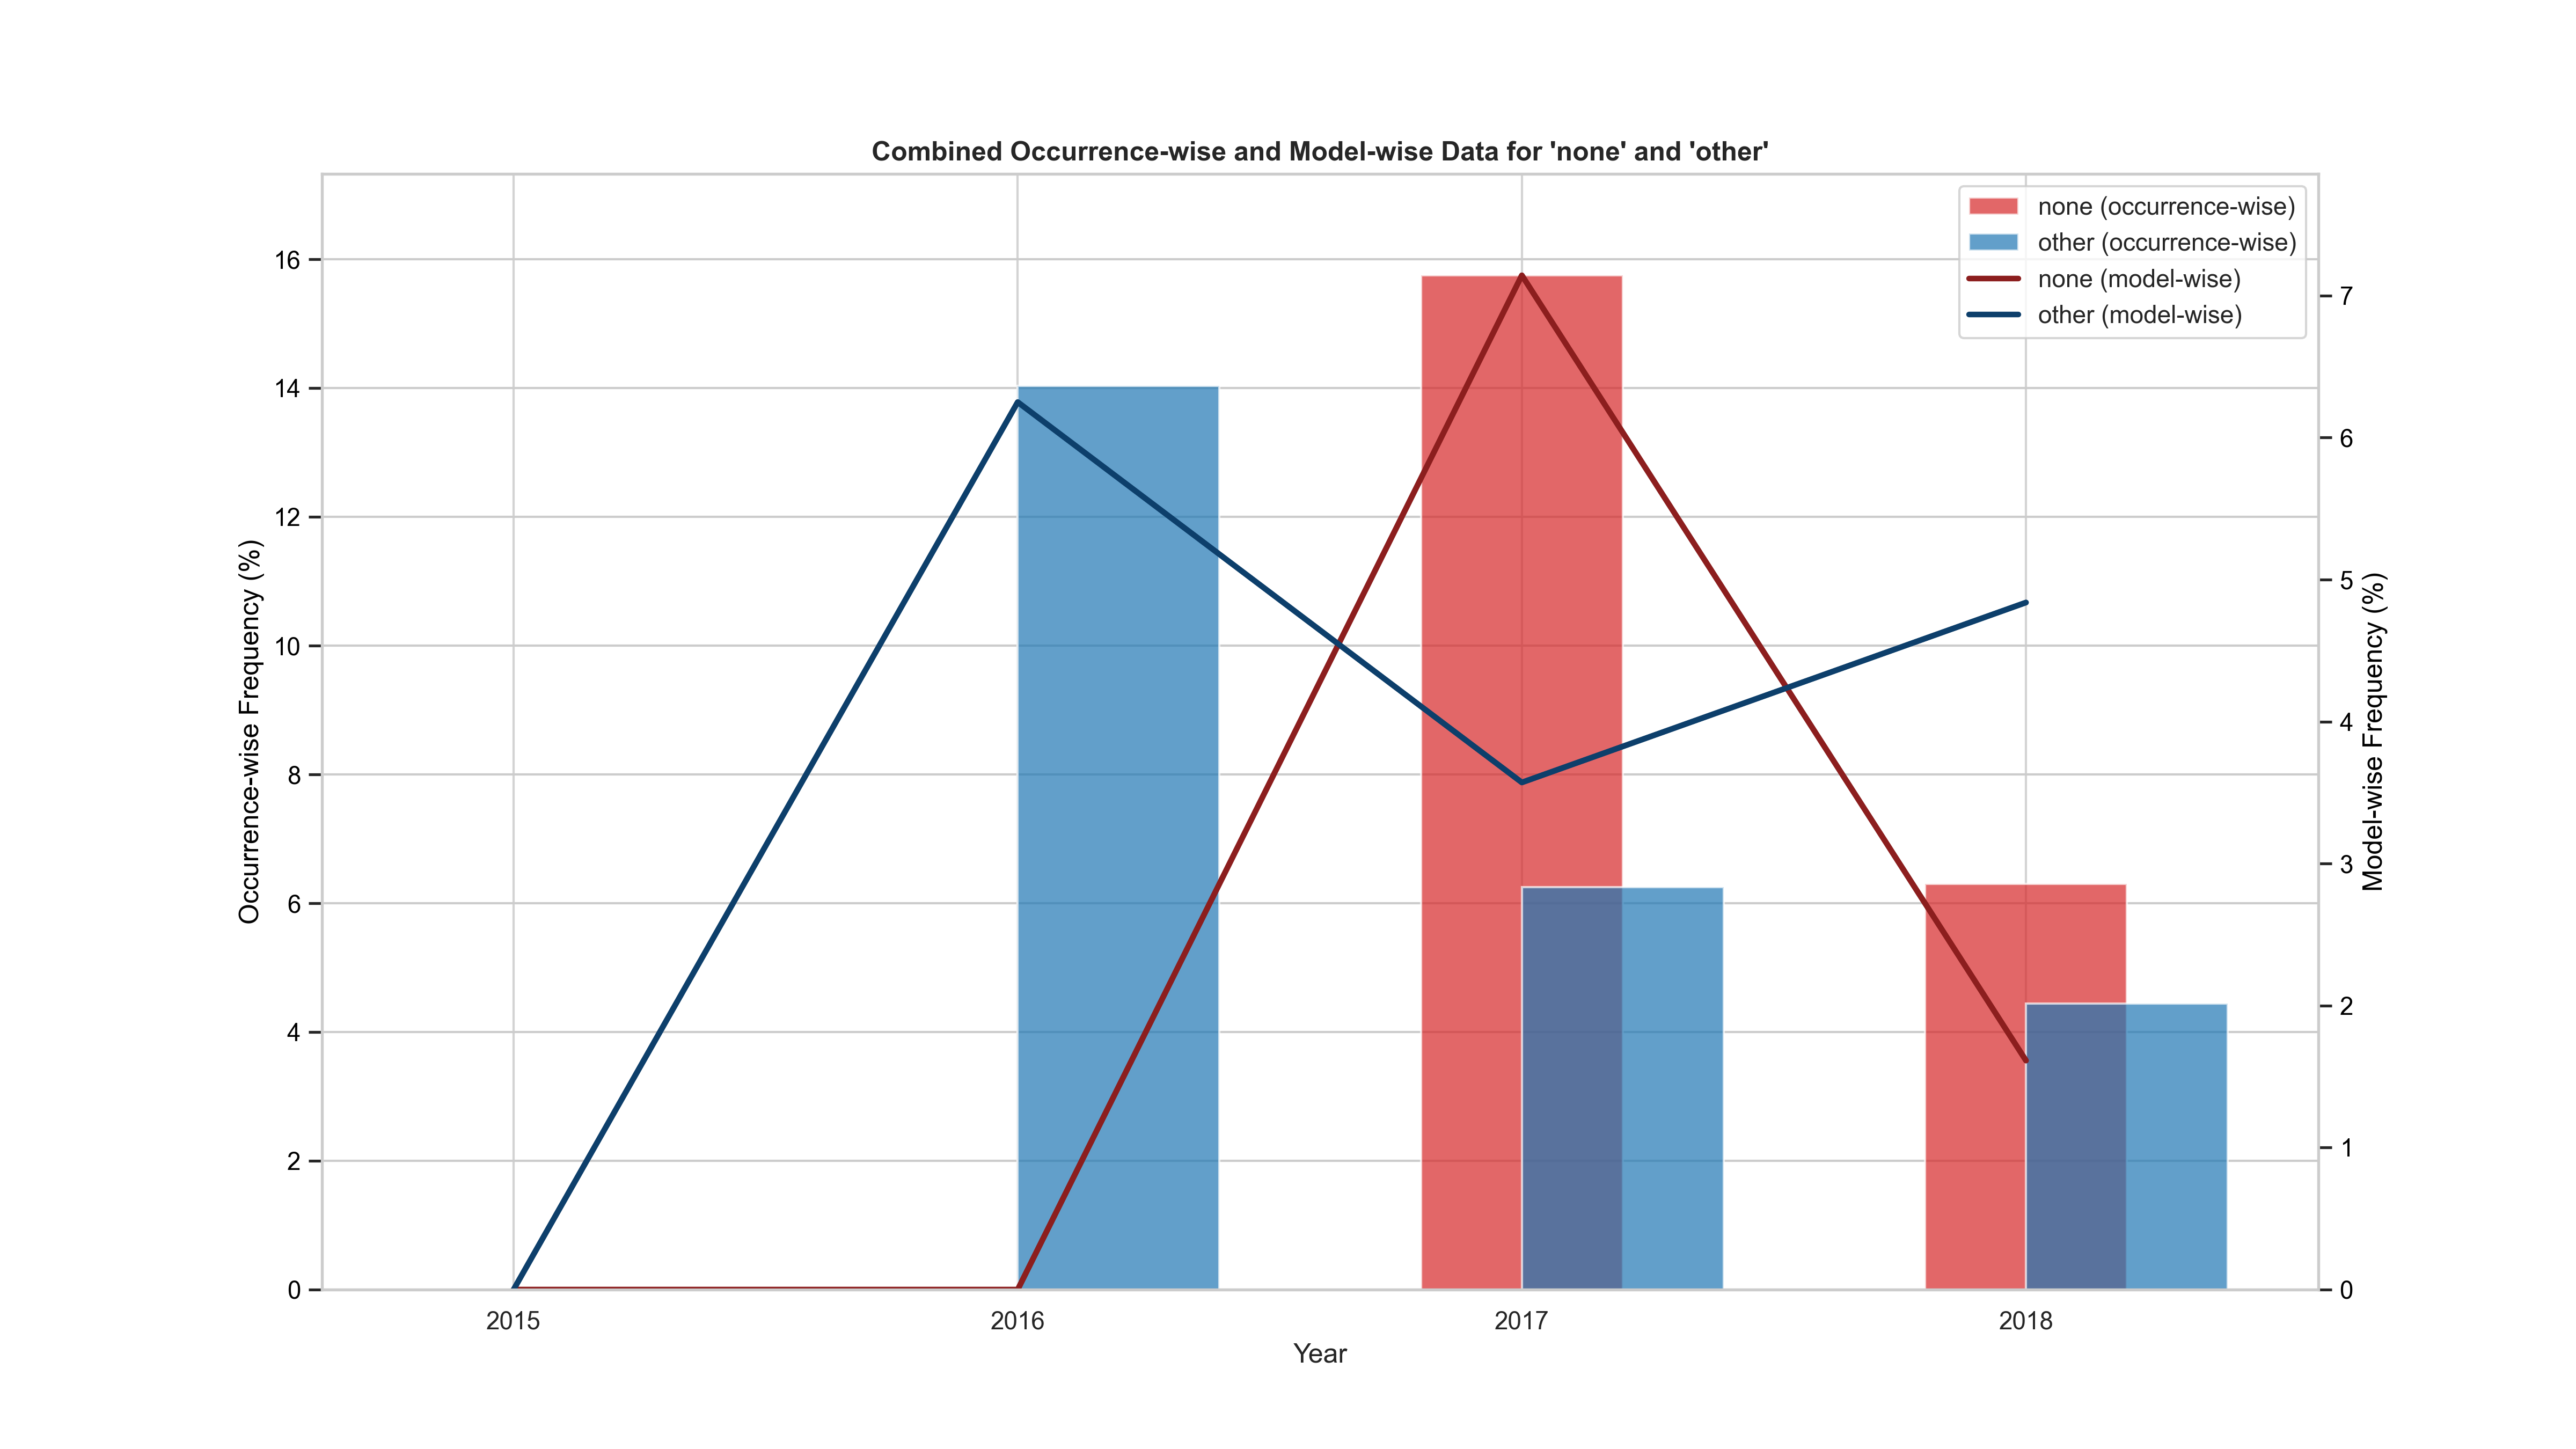 Combined Occurrence-wise and Model-wise Data for 'none' and 'other'
none (occurrence-wise)
other (occurrence-wise)
none (model-wise)
other (model-wise)
Occurrence-wise Frequency (%)
16
14
12
10
8
6
4
2
0
7
6
5
4
3
2
1
0
Model-wise Frequency (%)
2015 2016 2017 2018
Year